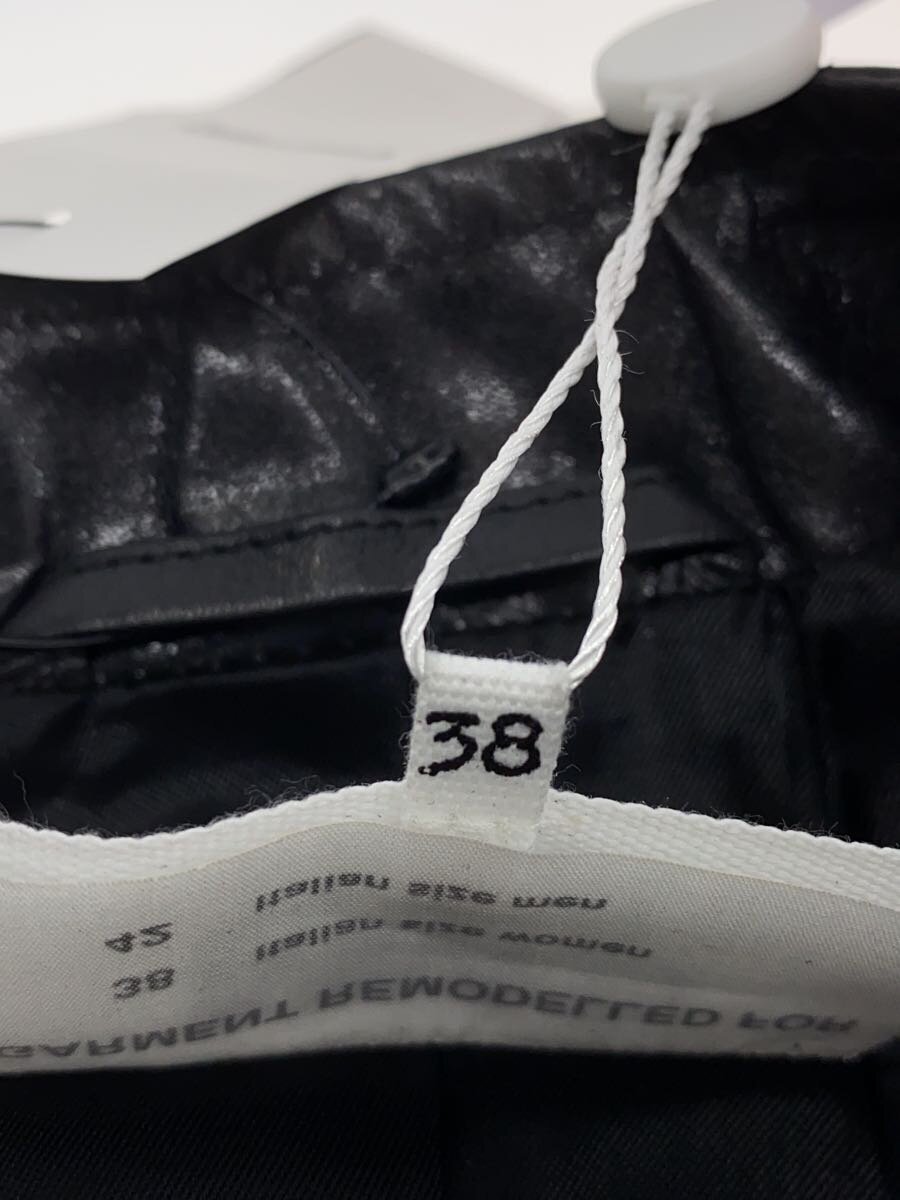 38
GARMENT REMODELLED FOR
38 Italian size women
42 Italian size men